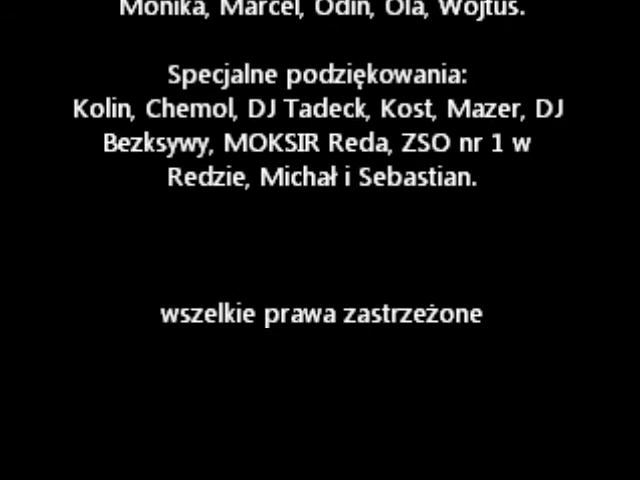 Monika, Marcel, Odin, Ola, Wojtuś.
Specjalne podziękowania:
Kolin, Chemol, DJ Tadeck, Kost, Mazer, DJ
Bezksywy, MOKSIR Reda, ZSO nr 1 w
Redzie, Michał i Sebastian.
wszelkie prawa zastrzeżone